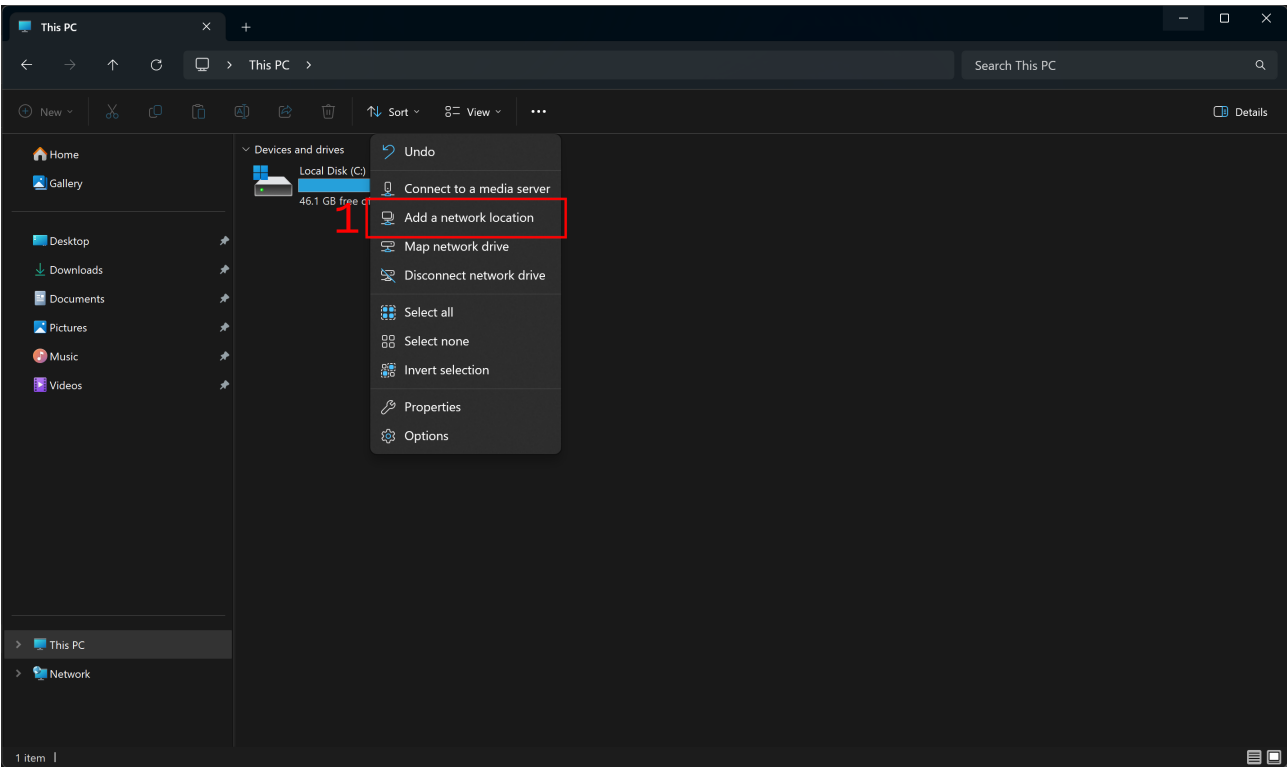 This PC
This PC
Search This PC
New
Sort
View
Details
Home
Gallery
Desktop
Downloads
Documents
Pictures
Music
Videos
This PC
Network
Devices and drives
Local Disk (C:)
46.1 GB free
Undo
Connect to a media server
1
Add a network location
Map network drive
Disconnect network drive
Select all
Select none
Invert selection
Properties
Options
1 item